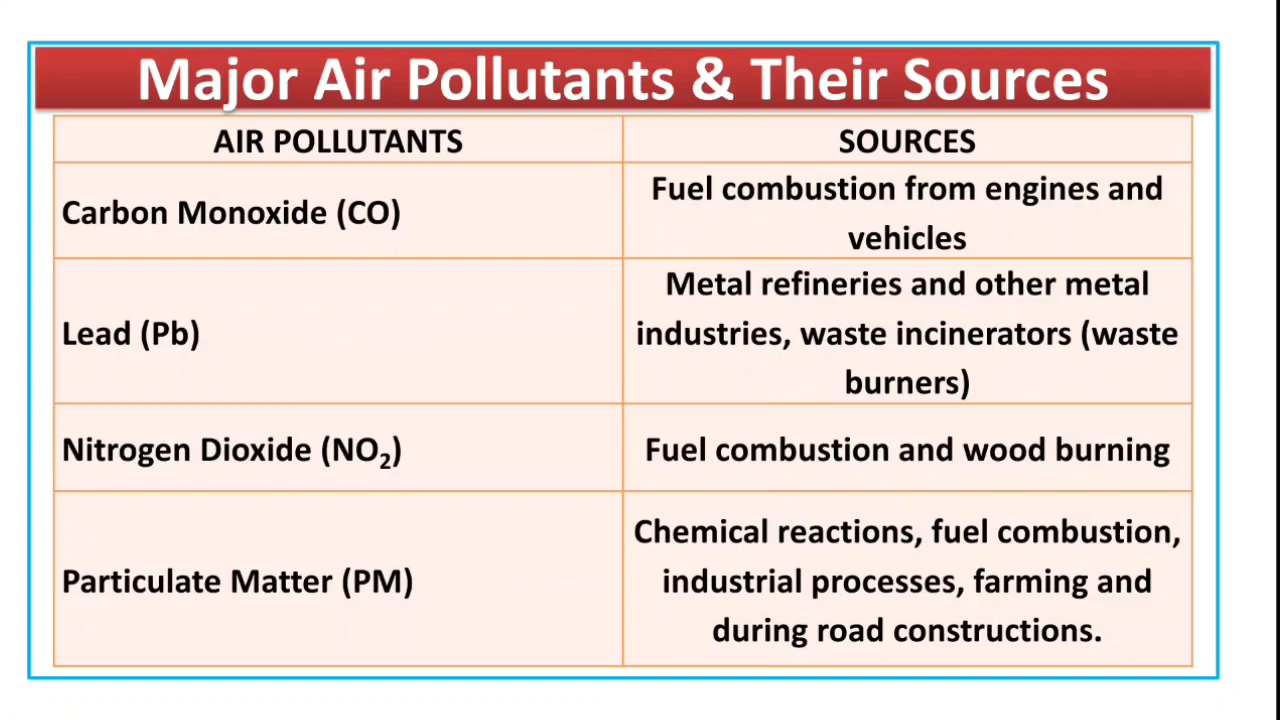 Major Air Pollutants & Their Sources
AIR POLLUTANTS
SOURCES
Carbon Monoxide (CO)
Fuel combustion from engines and
vehicles
Lead (Pb)
Metal refineries and other metal
industries, waste incinerators (waste
burners)
Nitrogen Dioxide (NO₂)
Fuel combustion and wood burning
Particulate Matter (PM)
Chemical reactions, fuel combustion,
industrial processes, farming and
during road constructions.